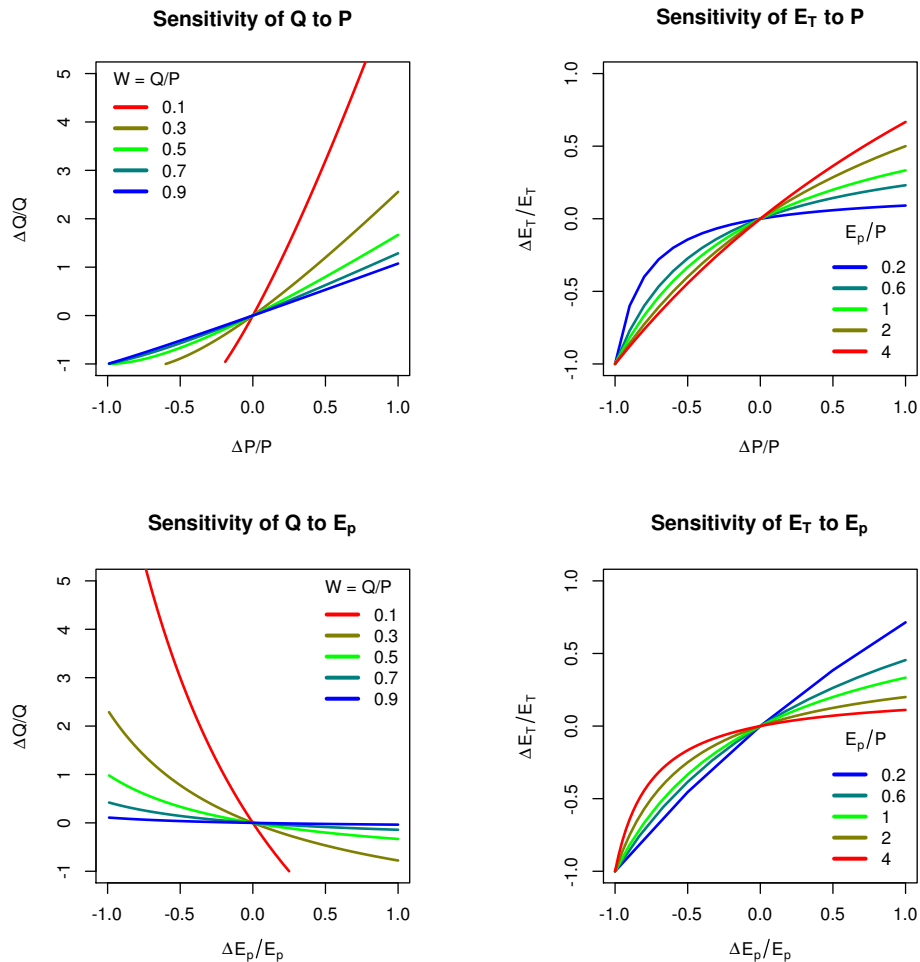 Sensitivity of Q to P
W = Q/P
0.1
0.3
0.5
0.7
0.9
ΔQ/Q
5
4
3
2
1
0
-1
-1.0 -0.5 0.0 0.5 1.0
ΔP/P
Sensitivity of E_T to P
ΔE_T/E_T
1.0
0.5
0.0
-0.5
-1.0
E_p/P
0.2
0.6
1
2
4
-1.0 -0.5 0.0 0.5 1.0
ΔP/P
Sensitivity of Q to E_p
W = Q/P
0.1
0.3
0.5
0.7
0.9
ΔQ/Q
5
4
3
2
1
0
-1
-1.0 -0.5 0.0 0.5 1.0
ΔE_p/E_p
Sensitivity of E_T to E_p
ΔE_T/E_T
1.0
0.5
0.0
-0.5
-1.0
E_p/P
0.2
0.6
1
2
4
-1.0 -0.5 0.0 0.5 1.0
ΔE_p/E_p